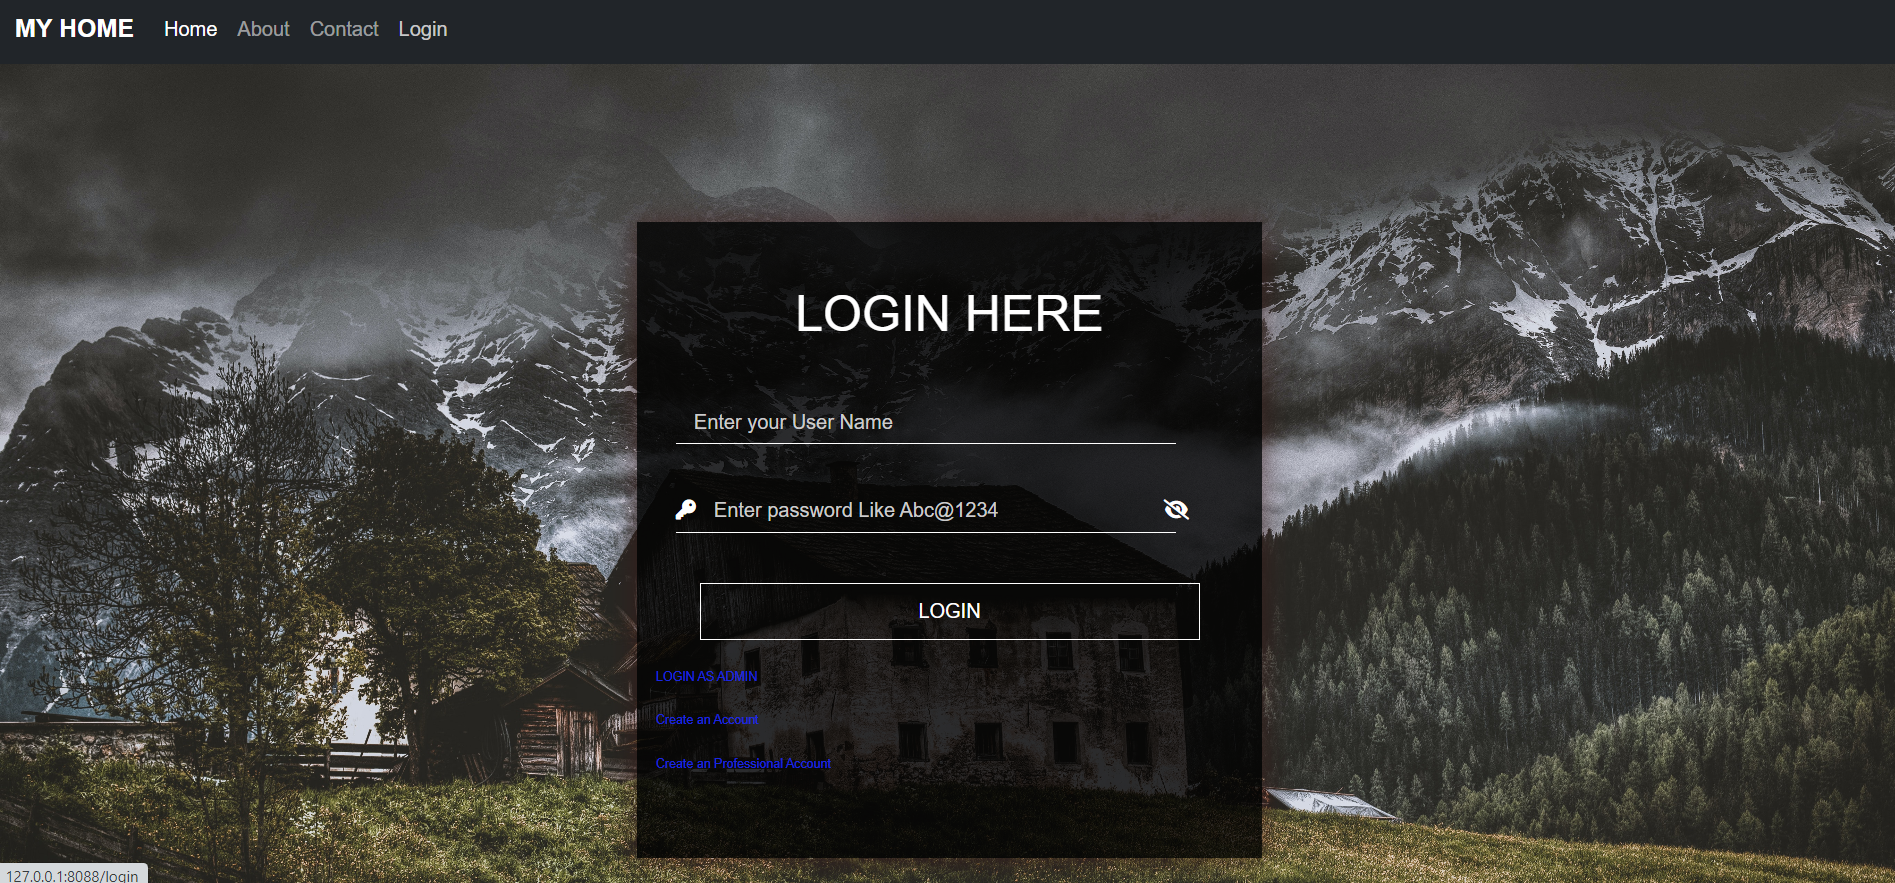 MY HOME Home About Contact Login
LOGIN HERE
Enter your User Name
Enter password Like Abc@1234
LOGIN
LOGIN AS ADMIN
Create an Account
Create an Professional Account
127.0.0.1:8088/login